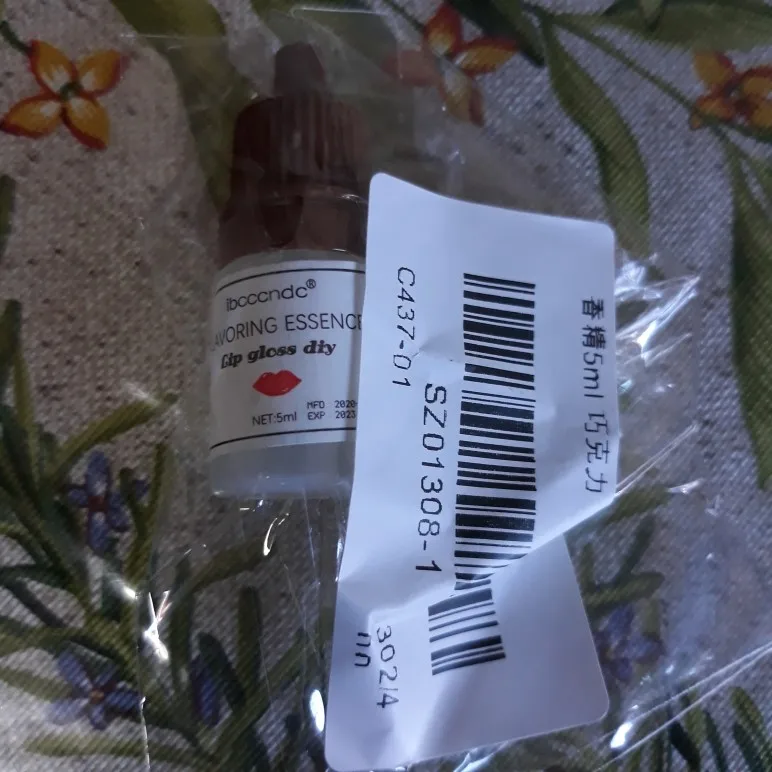 ibcccndc®
AVORING ESSENCE
Lip gloss diy
NET:5ml
MFD 2020-
EXP 2023
香精5ml 巧克力
SZ01308-1
C437-01
302/4